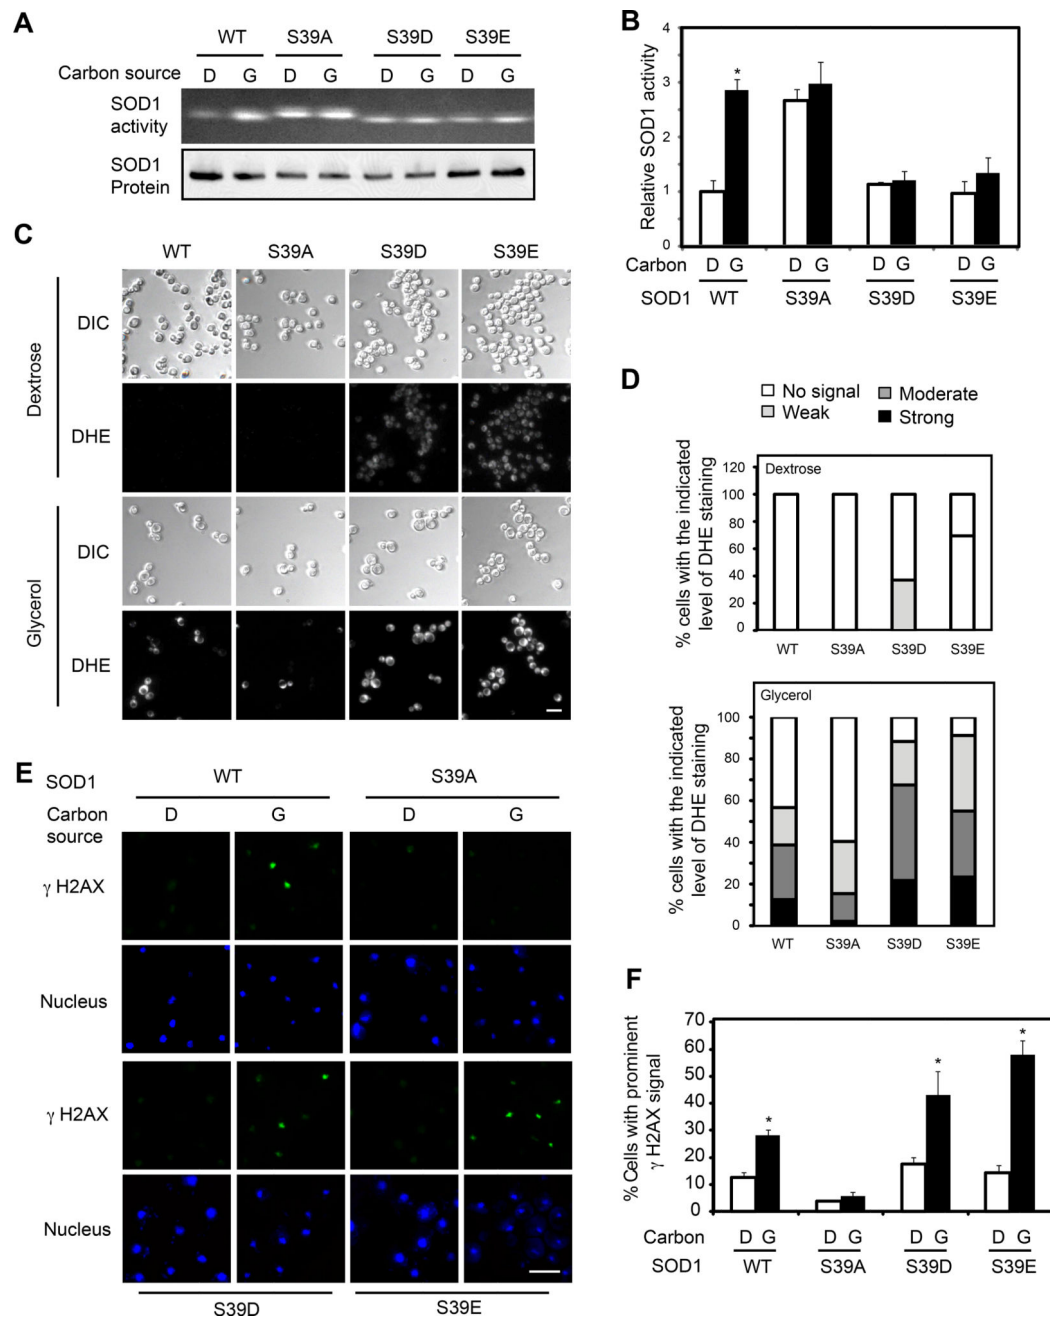 A
WT S39A S39D S39E
Carbon source D G D G D G D G
SOD1
activity
SOD1
Protein
B
Relative SOD1 activity
4
3
2
1
0
*
Carbon D G D G D G D G
SOD1 WT S39A S39D S39E
C
WT S39A S39D S39E
Dextrose
DIC
DHE
Glycerol
DIC
DHE
D
No signal
Weak
Moderate
Strong
% cells with the indicated
level of DHE staining
Dextrose
120
100
80
60
40
20
0
WT S39A S39D S39E
% cells with the indicated
level of DHE staining
Glycerol
100
80
60
40
20
0
WT S39A S39D S39E
E
SOD1 WT S39A
Carbon
source
D G D G
γ H2AX
Nucleus
γ H2AX
Nucleus
S39D S39E
F
% Cells with prominent
γ H2AX signal
70
60
50
40
30
20
10
0
* * *
Carbon D G D G D G D G
SOD1 WT S39A S39D S39E